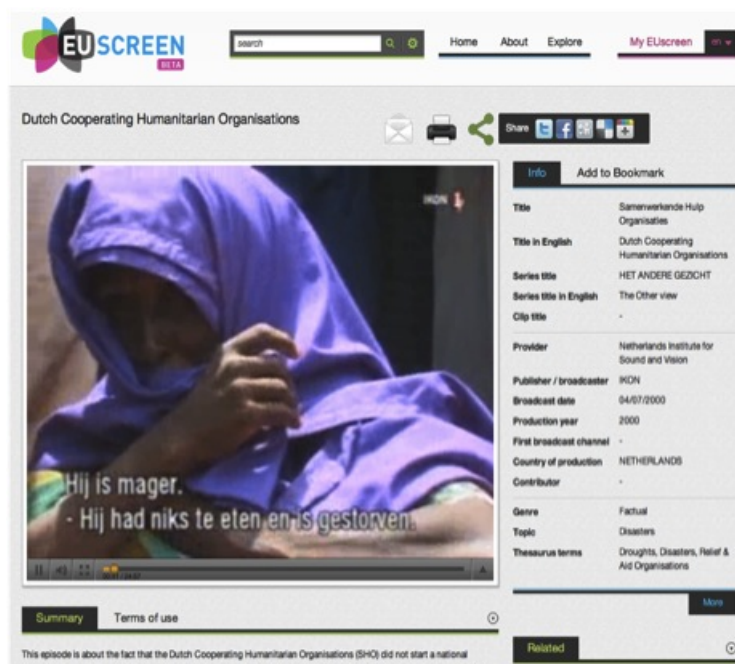 EUSCREEN
BETA
search
Home About Explore My EUscreen en
Dutch Cooperating Humanitarian Organisations
Share
IKON
Hij is mager.
- Hij had niks te eten en is gestorven.
Info Add to Bookmark
Title Samenwerkende Hulp
Organisaties
Title in English Dutch Cooperating
Humanitarian Organisations
Series title HET ANDERE GEZICHT
Series title in English The Other view
Clip title -
Provider Netherlands Institute for
Sound and Vision
Publisher / broadcaster IKON
Broadcast date 04/07/2000
Production year 2000
First broadcast channel -
Country of production NETHERLANDS
Contributor -
Genre Factual
Topic Disasters
Thesaurus terms Droughts, Disasters, Relief &
Aid Organisations
More
Summary Terms of use
Related
This episode is about the fact that the Dutch Cooperating Humanitarian Organisations (SHO) did not start a national